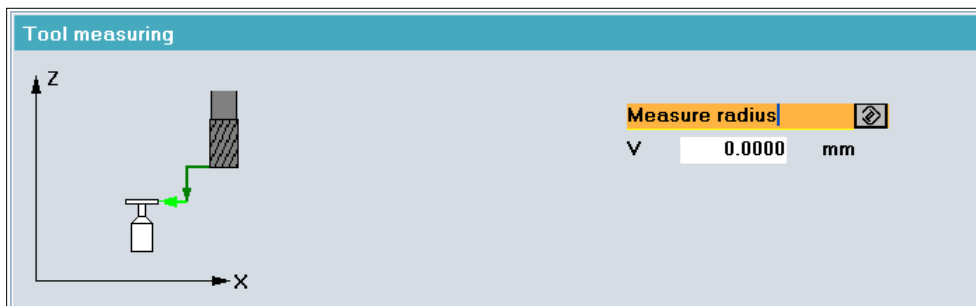 Tool measuring
Z
Measure radius
V 0.0000 mm
X